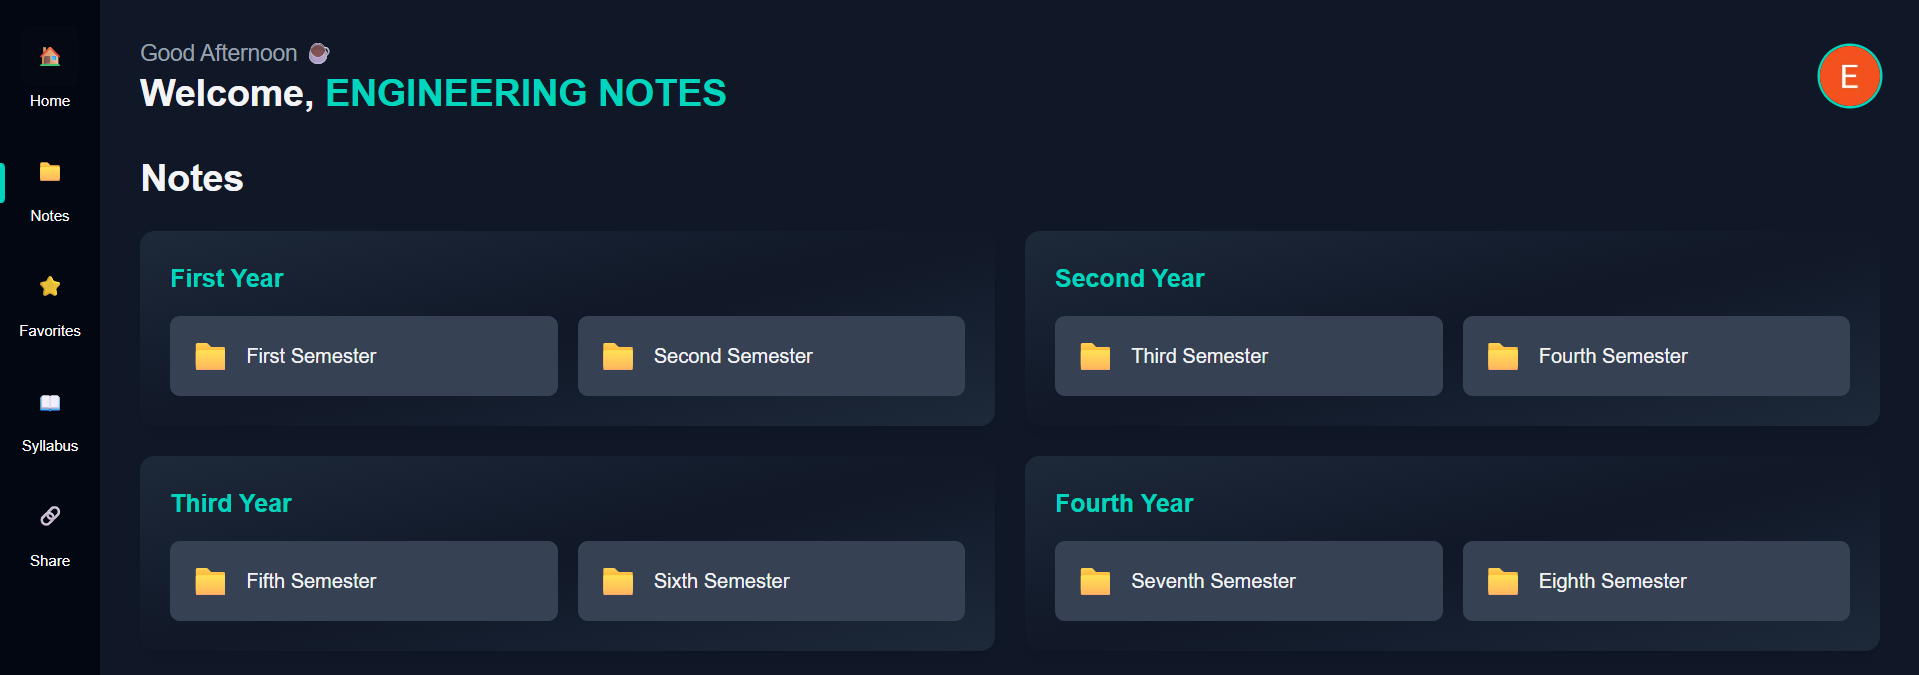 Home
Notes
Favorites
Syllabus
Share
Good Afternoon
Welcome, ENGINEERING NOTES
E
Notes
First Year
First Semester
Second Semester
Second Year
Third Semester
Fourth Semester
Third Year
Fifth Semester
Sixth Semester
Fourth Year
Seventh Semester
Eighth Semester